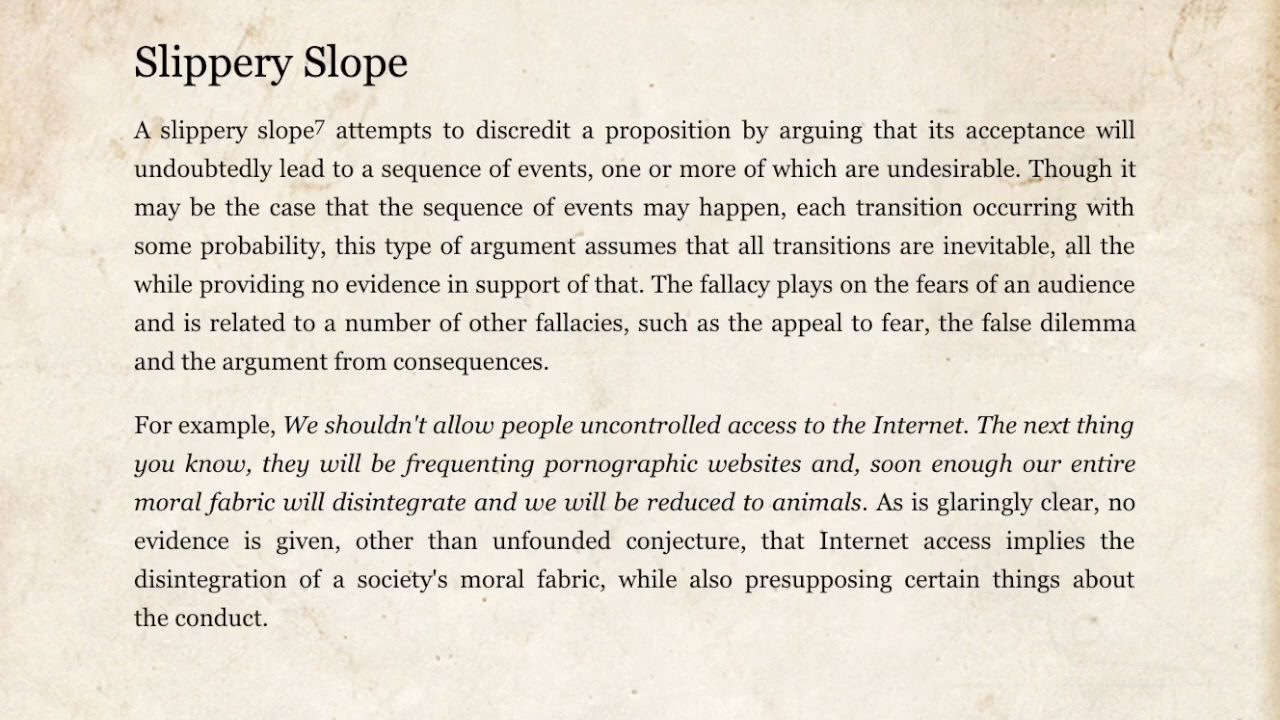 Slippery Slope
A slippery slope7 attempts to discredit a proposition by arguing that its acceptance will
undoubtedly lead to a sequence of events, one or more of which are undesirable. Though it
may be the case that the sequence of events may happen, each transition occurring with
some probability, this type of argument assumes that all transitions are inevitable, all the
while providing no evidence in support of that. The fallacy plays on the fears of an audience
and is related to a number of other fallacies, such as the appeal to fear, the false dilemma
and the argument from consequences.
For example, We shouldn't allow people uncontrolled access to the Internet. The next thing
you know, they will be frequenting pornographic websites and, soon enough our entire
moral fabric will disintegrate and we will be reduced to animals. As is glaringly clear, no
evidence is given, other than unfounded conjecture, that Internet access implies the
disintegration of a society's moral fabric, while also presupposing certain things about
the conduct.